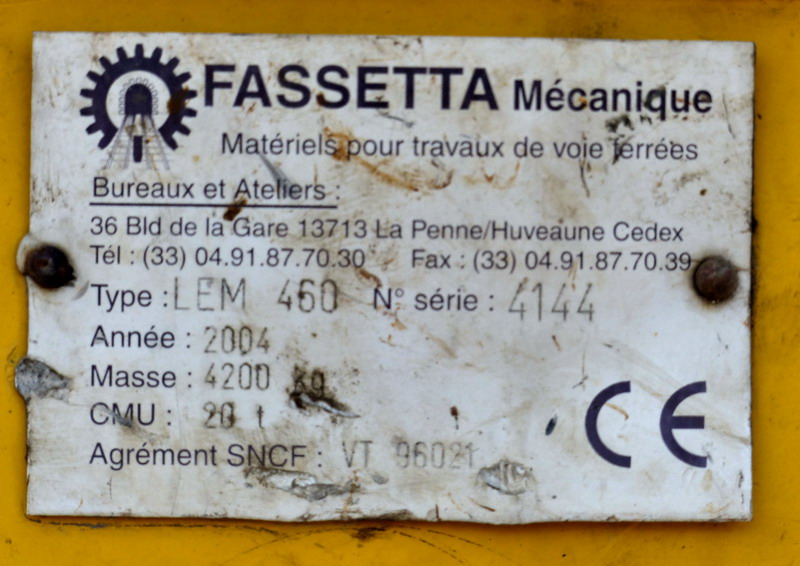 FASSETTA Mécanique
Matériels pour travaux de voie ferrées
Bureaux et Ateliers :
36 Bld de la Gare 13713 La Penne/Huveaune Cedex
Tél : (33) 04.91.87.70.30 Fax : (33) 04.91.87.70.39
Type : LEM 460 N° série : 4144
Année : 2004
Masse : 4200 kg
CMU : 20 t
Agrément SNCF : VT 96021
CE